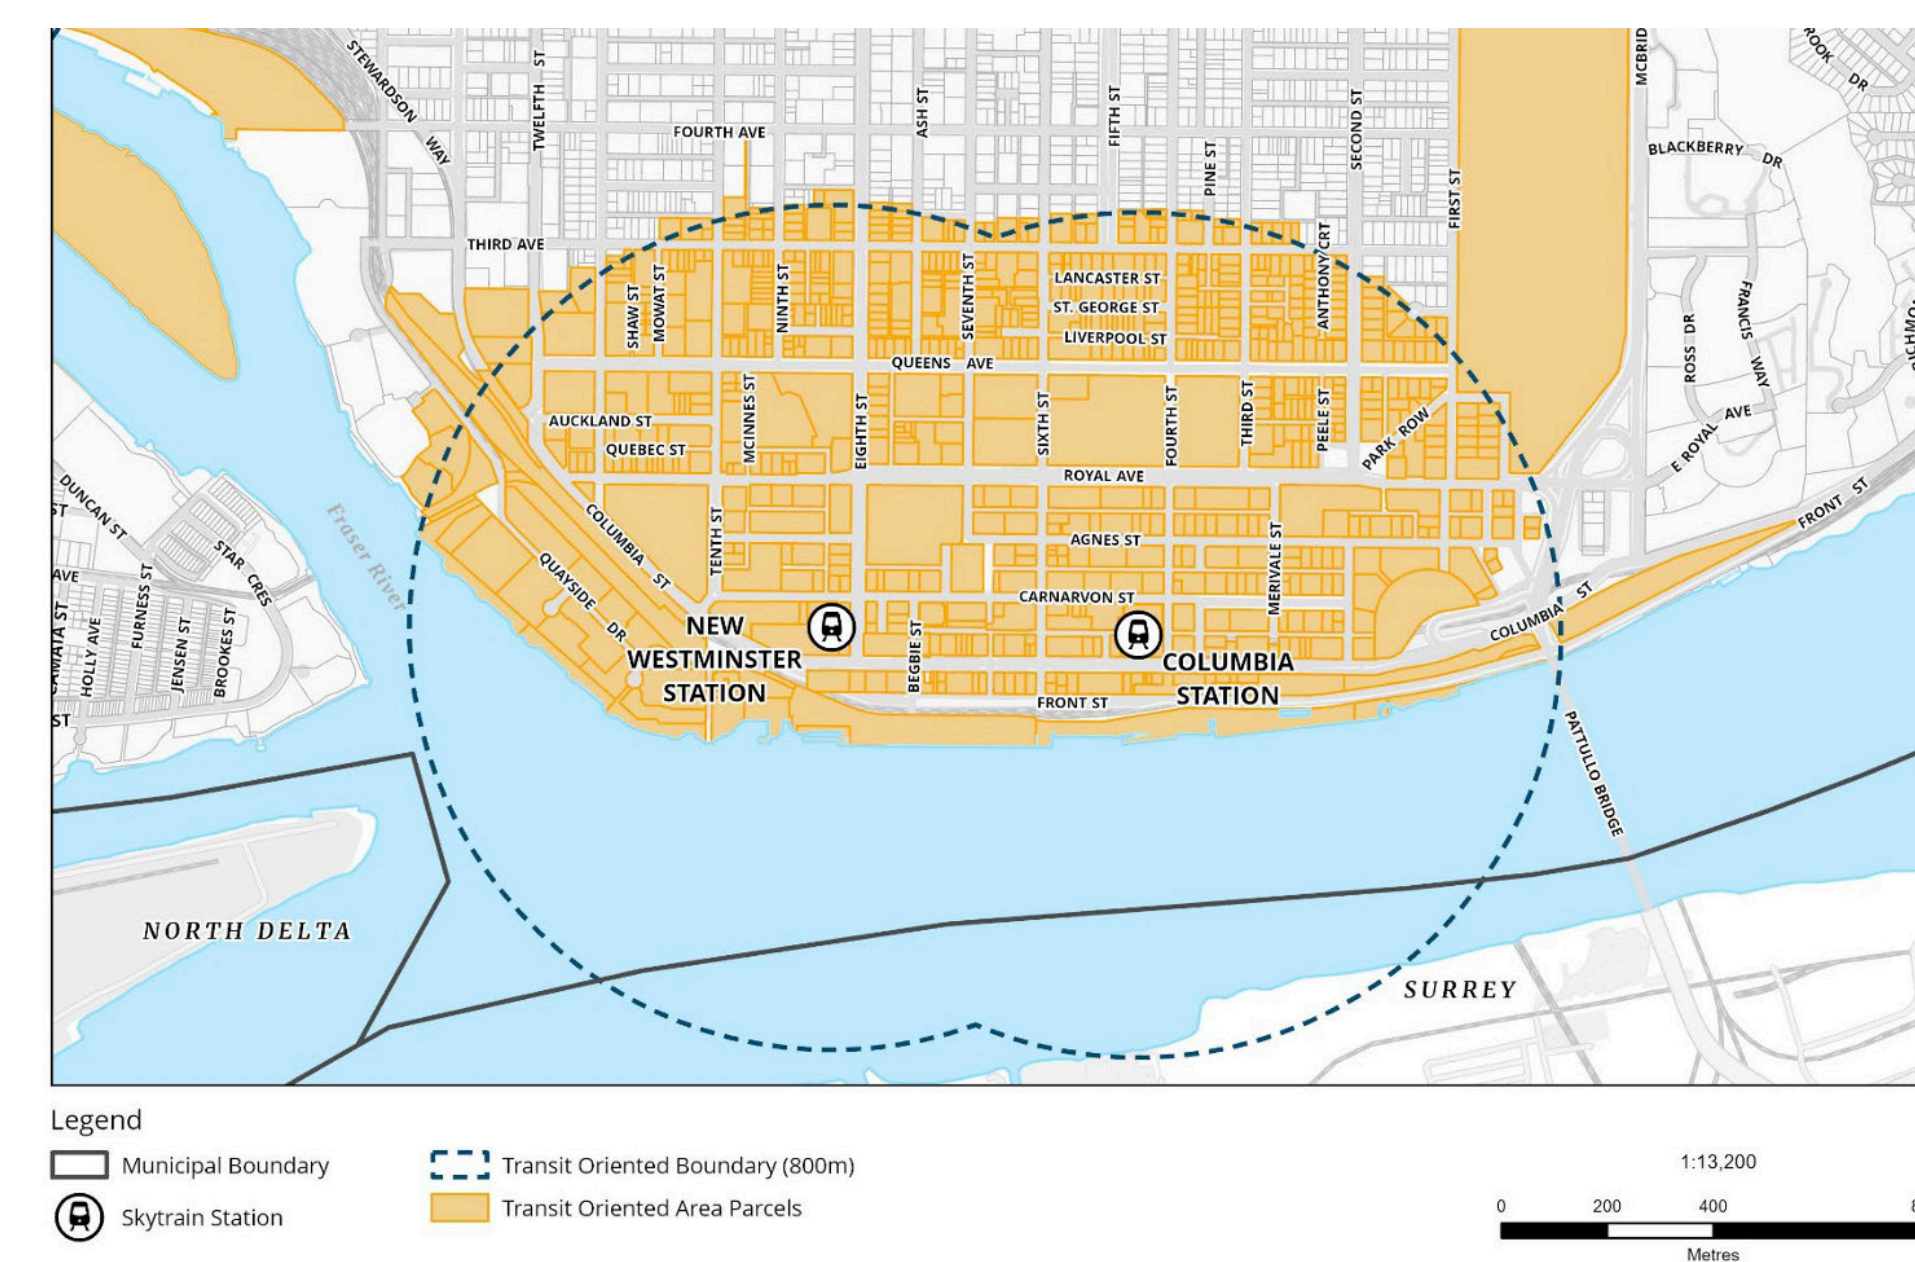 STEWARDSON WAY
TWELFTH ST
FOURTH AVE
ASH ST
FIFTH ST
PINE ST
SECOND ST
FIRST ST
MCBRID
ROOK DR
BLACKBERRY DR
THIRD AVE
SHAW ST
MOWAT ST
NINTH ST
SEVENTH ST
LANCASTER ST
ST. GEORGE ST
LIVERPOOL ST
ANTHONY CRT
ROSS DR
FRANCIS WAY
QUEENS AVE
AUCKLAND ST
QUEBEC ST
MCINNES ST
EIGHTH ST
SIXTH ST
FOURTH ST
THIRD ST
PEELE ST
PARK ROW
E ROYAL AVE
ROYAL AVE
DUNCAN ST
ST
STAR CRES
Fraser River
COLUMBIA ST
TENTH ST
AGNES ST
MERIVALE ST
FRONT ST
AVE
FURNESS ST
HOLLY AVE
JENSEN ST
BROOKES ST
ST
QUAYSIDE DR
CARNARVON ST
BEGBIE ST
COLUMBIA ST
NEW
WESTMINSTER
STATION
COLUMBIA
STATION
FRONT ST
PATTULLO BRIDGE
NORTH DELTA
SURREY
Legend
Municipal Boundary
Transit Oriented Boundary (800m)
Skytrain Station
Transit Oriented Area Parcels
1:13,200
0 200 400
Metres